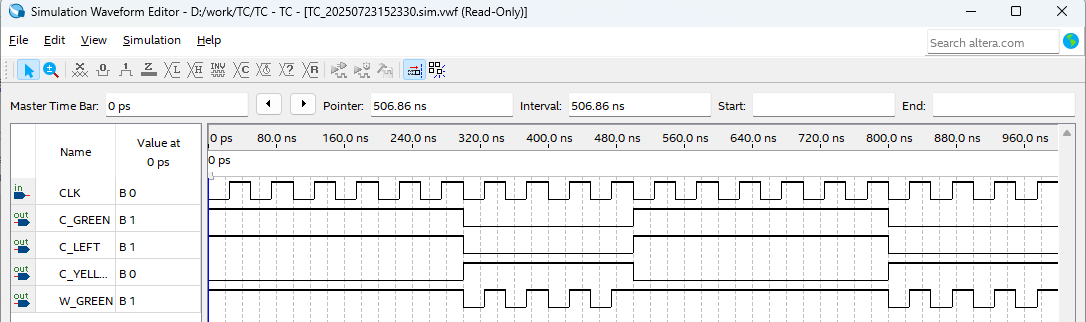 Simulation Waveform Editor - D:/work/TC/TC - TC - [TC_20250723152330.sim.vwf (Read-Only)]
File Edit View Simulation Help
Search altera.com
Master Time Bar: 0 ps Pointer: 506.86 ns Interval: 506.86 ns Start: End:
Name Value at 0 ps
0 ps 80.0 ns 160.0 ns 240.0 ns 320.0 ns 400.0 ns 480.0 ns 560.0 ns 640.0 ns 720.0 ns 800.0 ns 880.0 ns 960.0 ns
0 ps
in CLK B 0
out C_GREEN B 1
out C_LEFT B 1
out C_YELL... B 0
out W_GREEN B 1